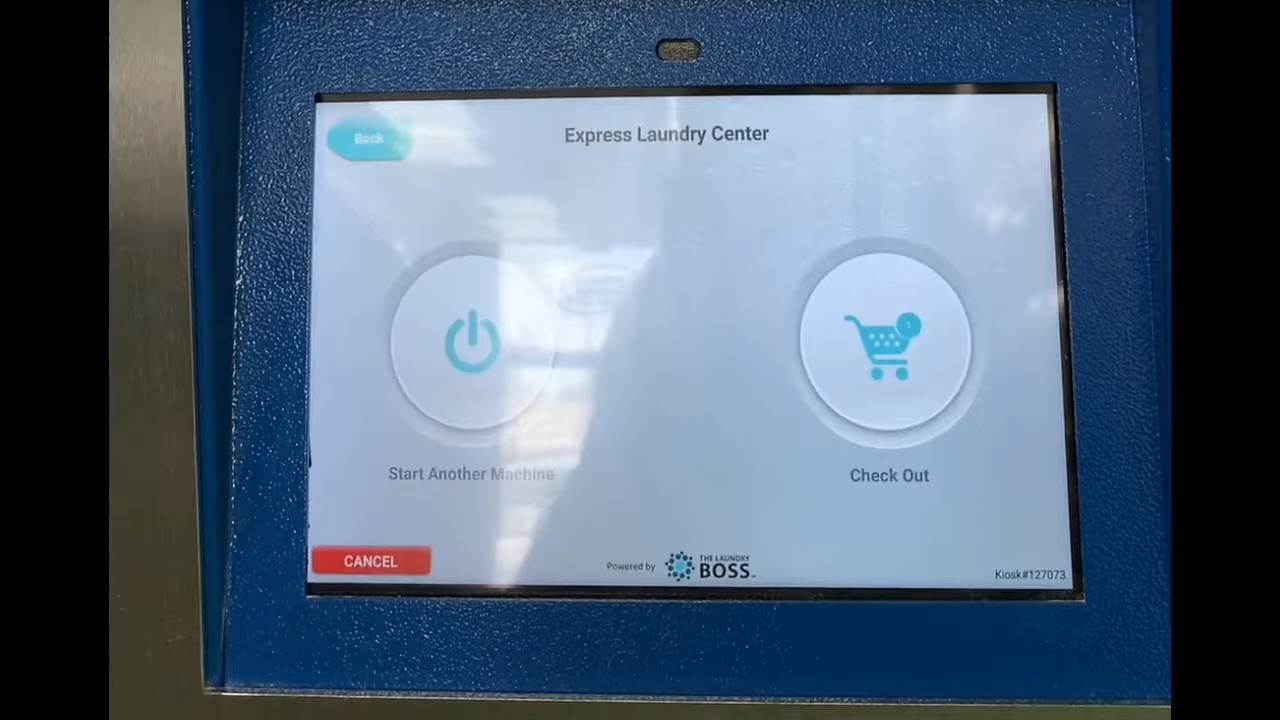 Back
Express Laundry Center
Start Another Machine
Check Out
CANCEL
Powered by
THE LAUNDRY
BOSS
Kiosk#127073